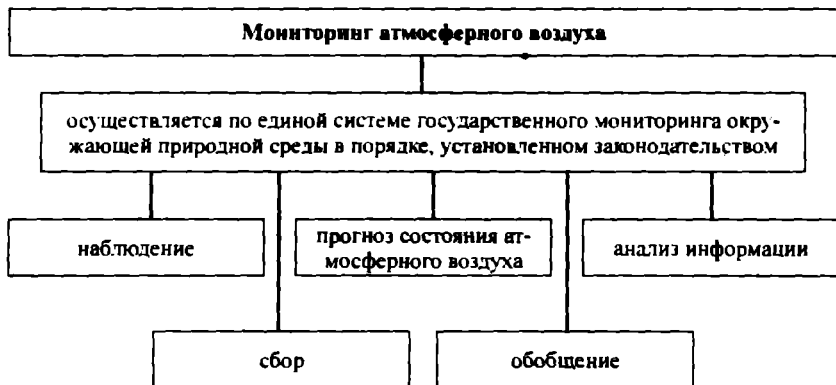 Мониторинг атмосферного воздуха
осуществляется по единой системе государственного мониторинга окру-
жающей природной среды в порядке, установленном законодательством
наблюдение
прогноз состояния ат-
мосферного воздуха
анализ информации
сбор
обобщение